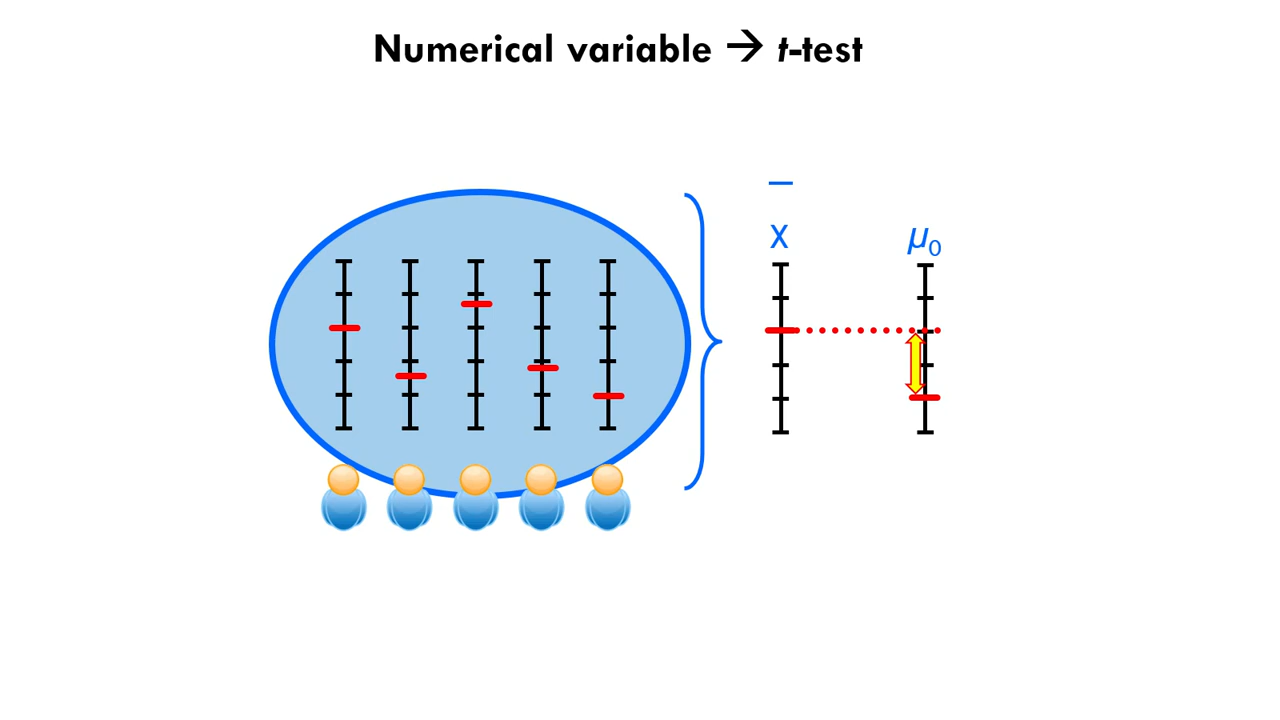 Numerical variable → t-test
x̄
μ0